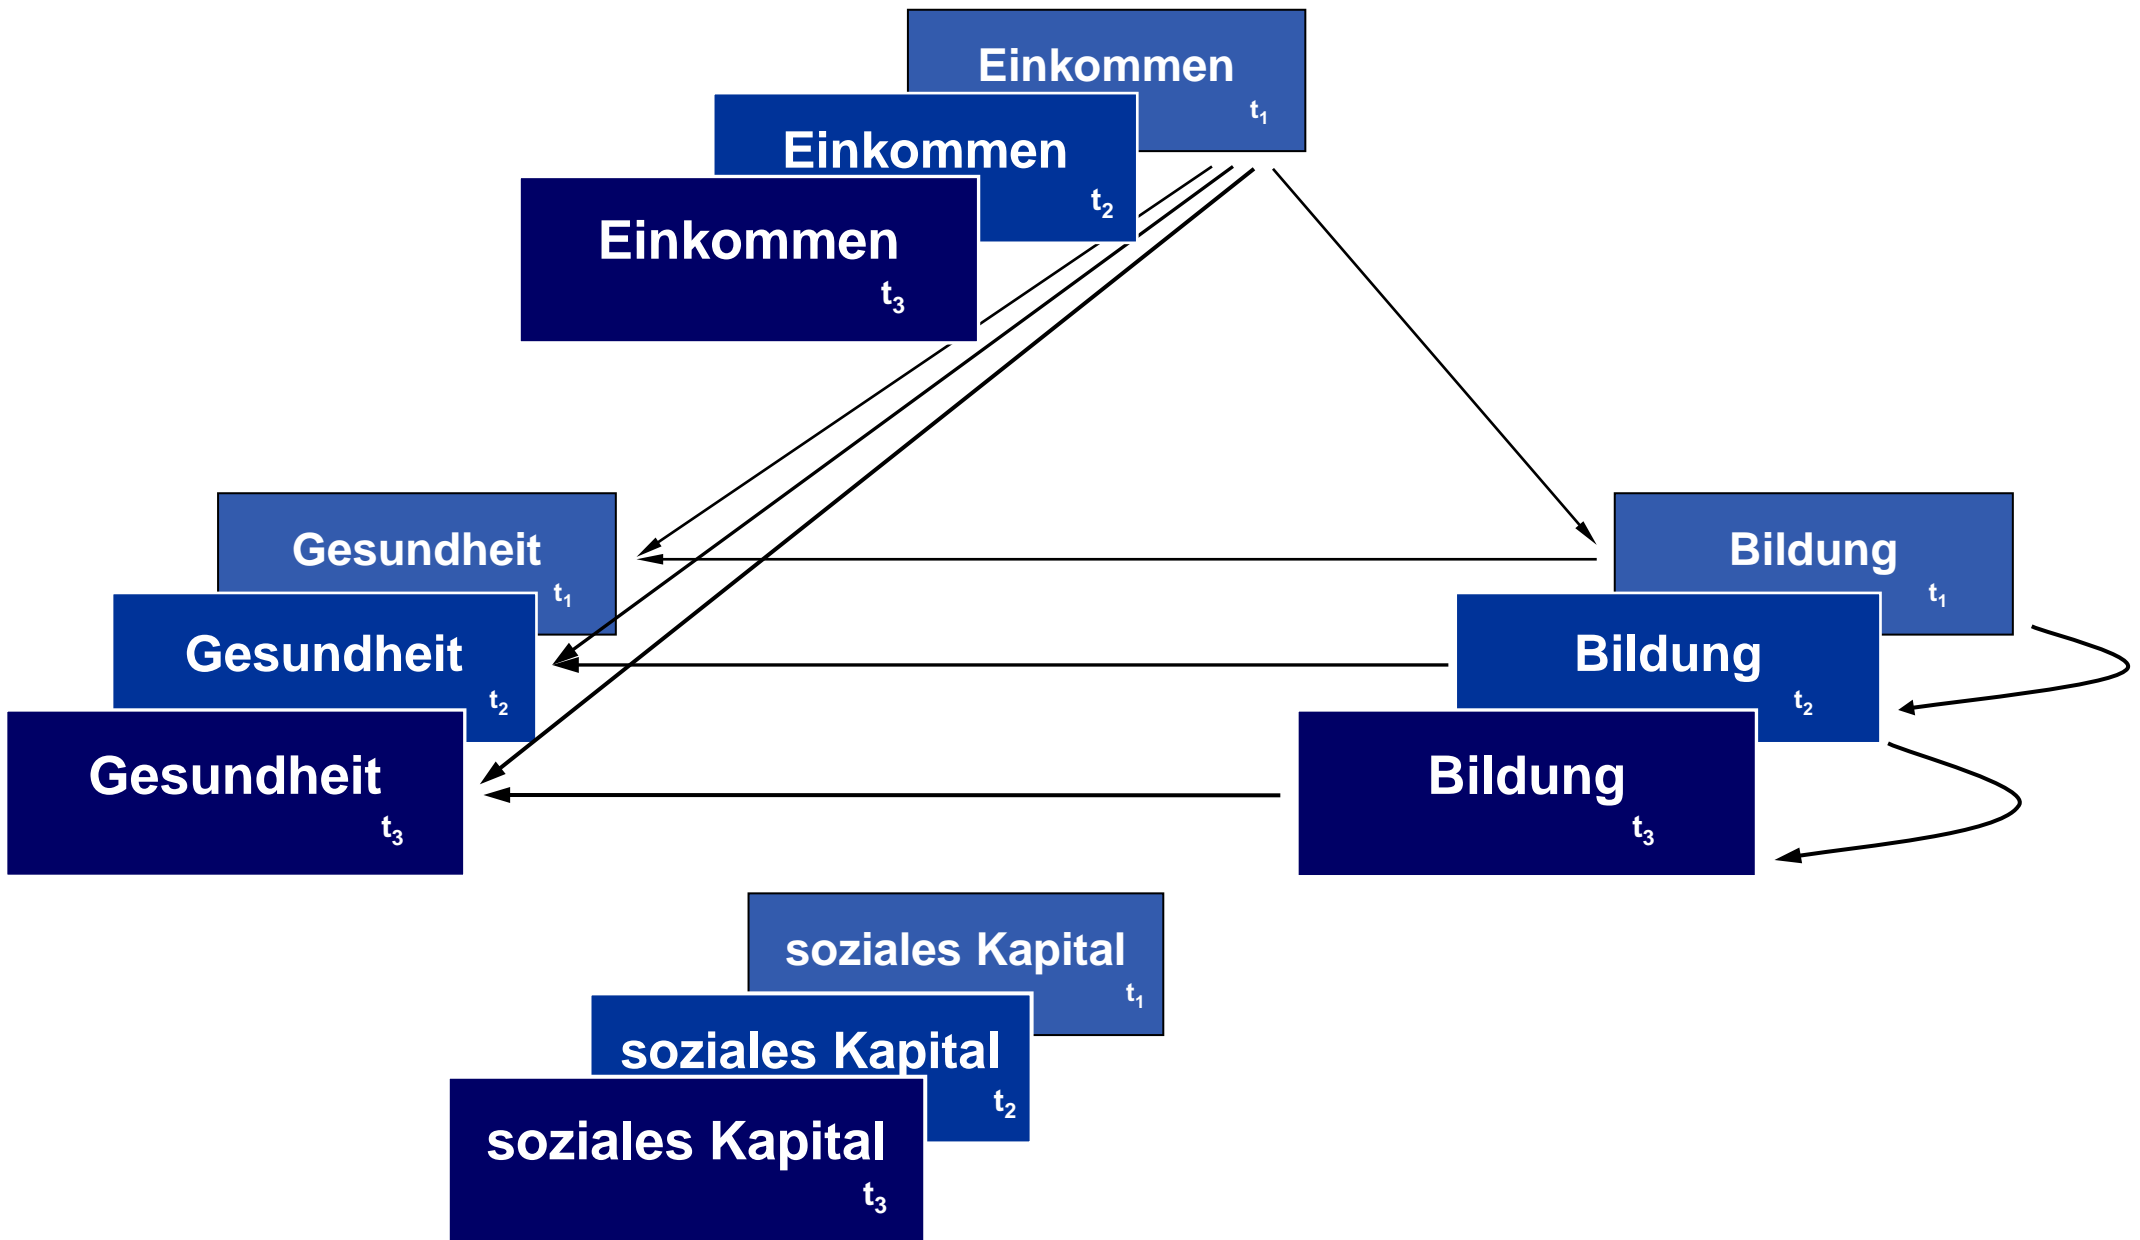 Einkommen
t1
Einkommen
t2
Einkommen
t3
Gesundheit
t1
Gesundheit
t2
Gesundheit
t3
Bildung
t1
Bildung
t2
Bildung
t3
soziales Kapital
t1
soziales Kapital
t2
soziales Kapital
t3